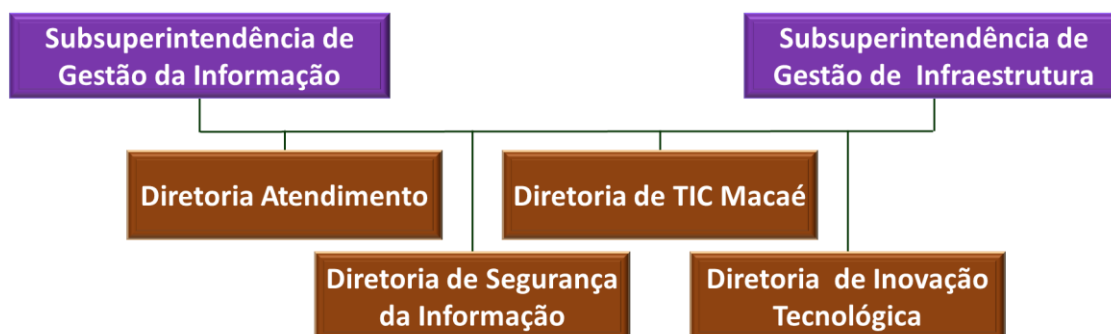 Subsuperintendência de
Gestão da Informação
Subsuperintendência de
Gestão de Infraestrutura
Diretoria Atendimento
Diretoria de TIC Macaé
Diretoria de Segurança
da Informação
Diretoria de Inovação
Tecnológica